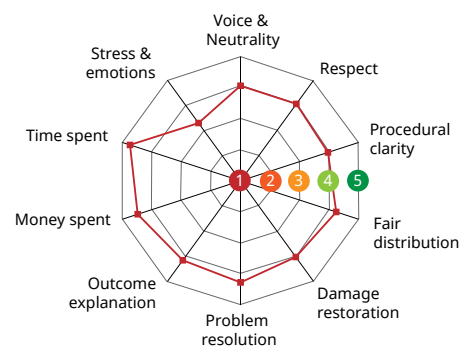 Voice &
Neutrality
Stress &
emotions
Respect
Time spent
Procedural
clarity
1 2 3 4 5
Money spent
Fair
distribution
Outcome
explanation
Damage
restoration
Problem
resolution